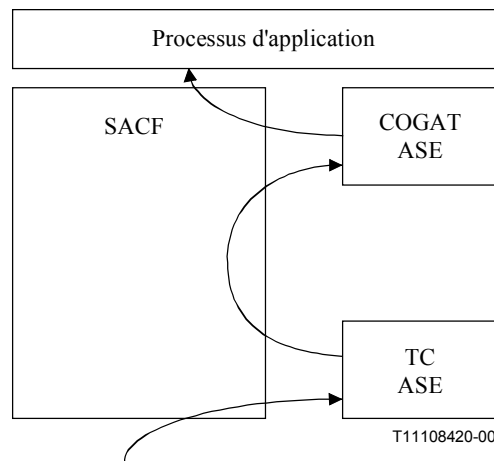 Processus d'application
SACF
COGAT
ASE
TC
ASE
T11108420-00